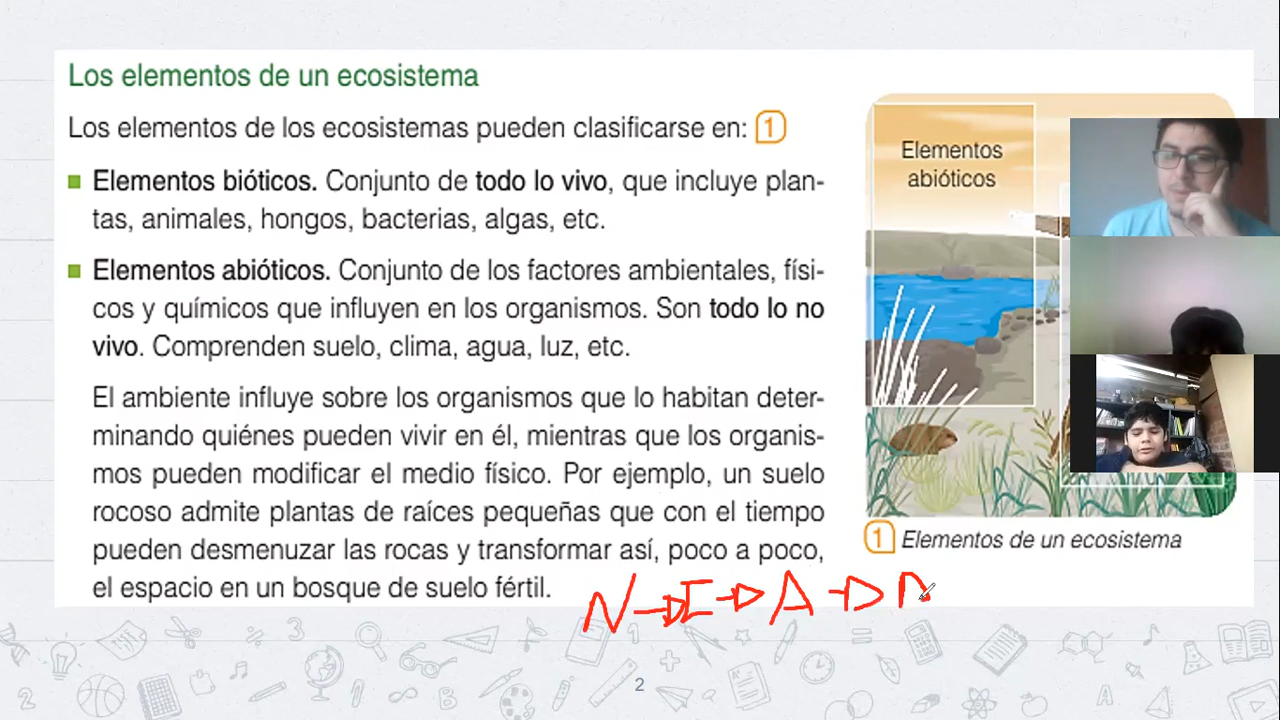 Los elementos de un ecosistema
Los elementos de los ecosistemas pueden clasificarse en: 1
Elementos bióticos. Conjunto de todo lo vivo, que incluye plan-
tas, animales, hongos, bacterias, algas, etc.
Elementos abióticos. Conjunto de los factores ambientales, físi-
cos y químicos que influyen en los organismos. Son todo lo no
vivo. Comprenden suelo, clima, agua, luz, etc.
El ambiente influye sobre los organismos que lo habitan deter-
minando quiénes pueden vivir en él, mientras que los organis-
mos pueden modificar el medio físico. Por ejemplo, un suelo
rocoso admite plantas de raíces pequeñas que con el tiempo
pueden desmenuzar las rocas y transformar así, poco a poco,
el espacio en un bosque de suelo fértil.
Elementos
abióticos
1 Elementos de un ecosistema
N → E → A →
2